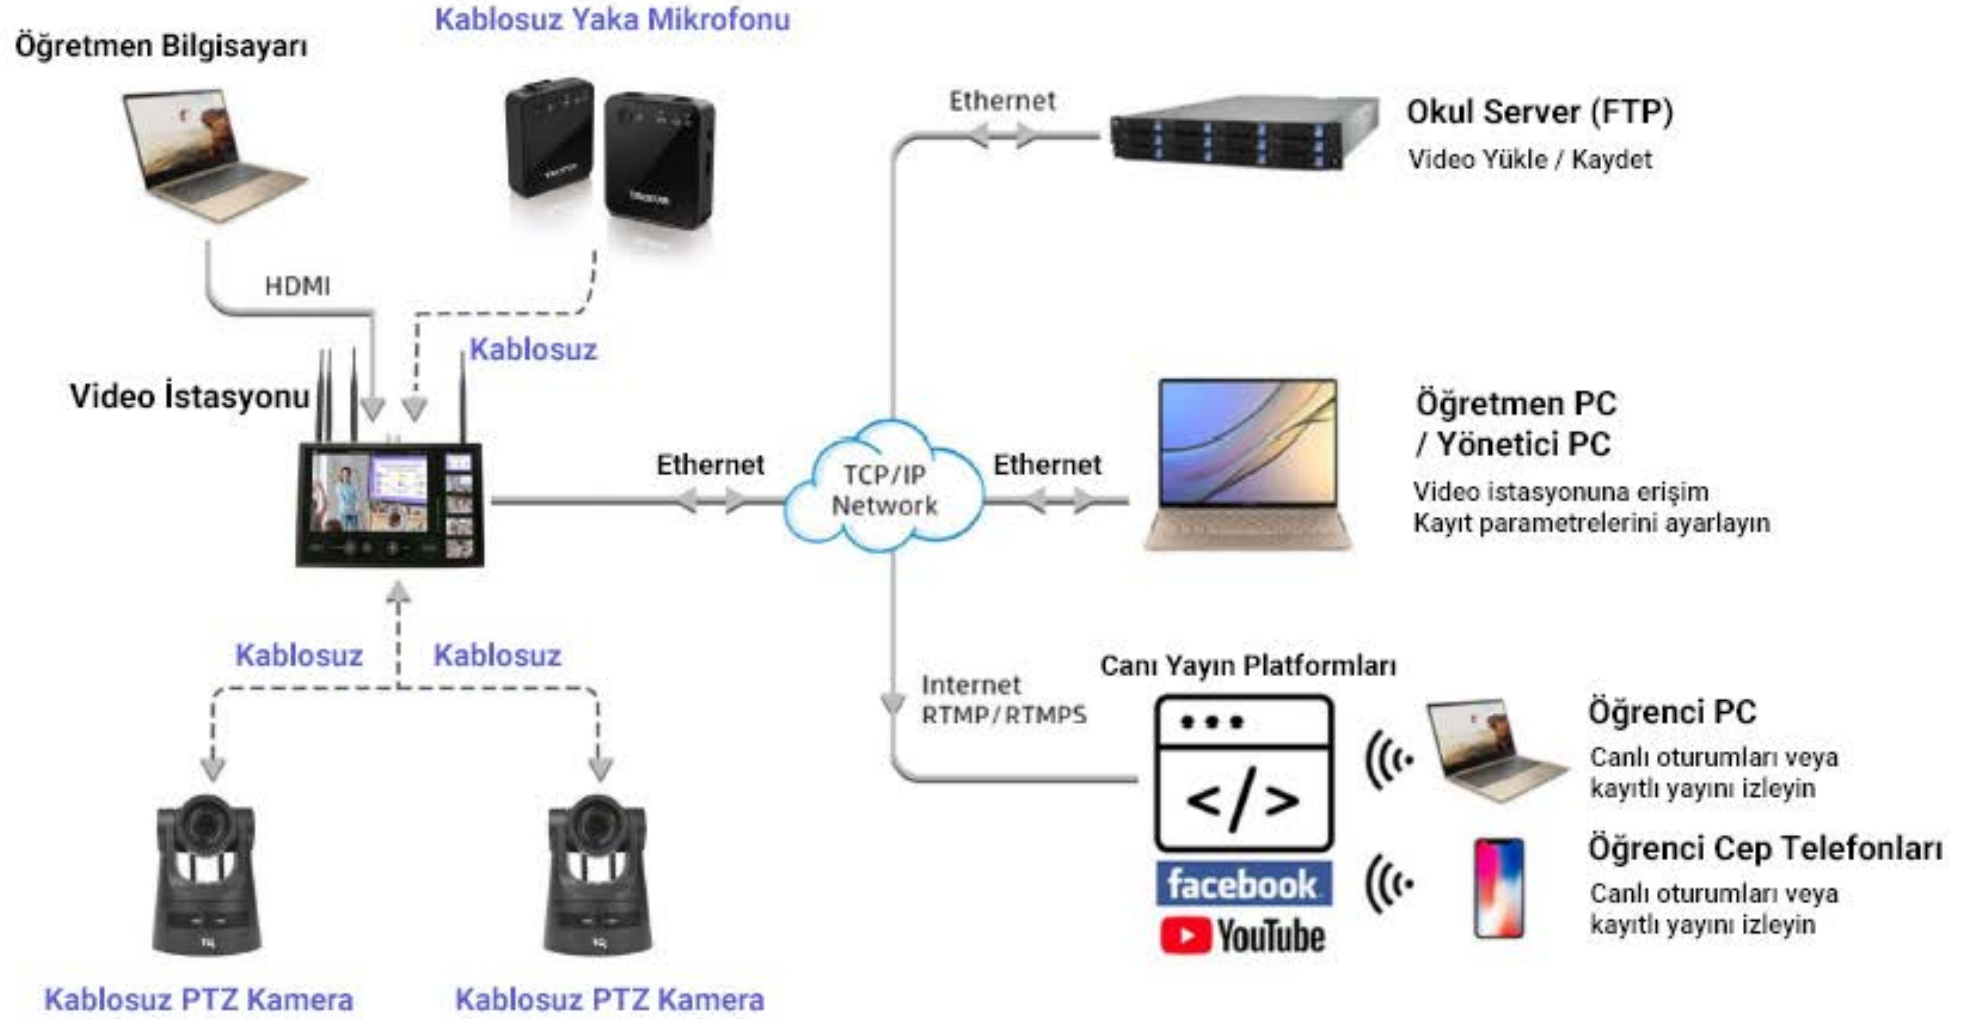 Kablosuz Yaka Mikrofonu
Öğretmen Bilgisayarı
HDMI
Kablosuz
Video İstasyonu
Ethernet
Okul Server (FTP)
Video Yükle / Kaydet
Ethernet
TCP/IP
Network
Ethernet
Öğretmen PC
/ Yönetici PC
Video istasyonuna erişim
Kayıt parametrelerini ayarlayın
Kablosuz
Kablosuz
Kablosuz PTZ Kamera
Kablosuz PTZ Kamera
Internet
RTMP/RTMPS
Canı Yayın Platformları
</>
facebook
YouTube
Öğrenci PC
Canlı oturumları veya
kayıtlı yayını izleyin
Öğrenci Cep Telefonları
Canlı oturumları veya
kayıtlı yayını izleyin